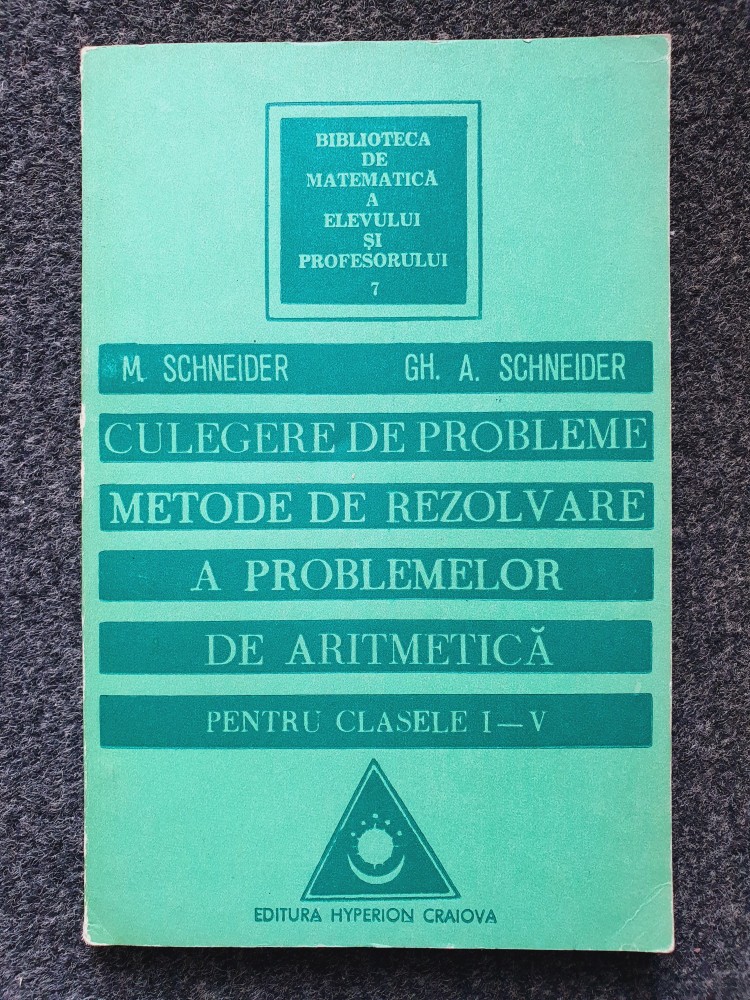 BIBLIOTECA
DE
MATEMATICĂ
A
ELEVULUI
ȘI
PROFESORULUI
7
M. SCHNEIDER GH. A. SCHNEIDER
CULEGERE DE PROBLEME
METODE DE REZOLVARE
A PROBLEMELOR
DE ARITMETICĂ
PENTRU CLASELE I—V
EDITURA HYPERION CRAIOVA